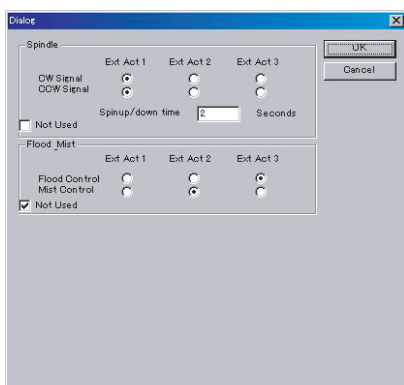 Dialog
OK
Cancel
Spindle
Ext Act 1 Ext Act 2 Ext Act 3
CW Signal
CCW Signal
Spinup/down time 2 Seconds
Not Used
Flood_Mist
Ext Act 1 Ext Act 2 Ext Act 3
Flood Control
Mist Control
Not Used